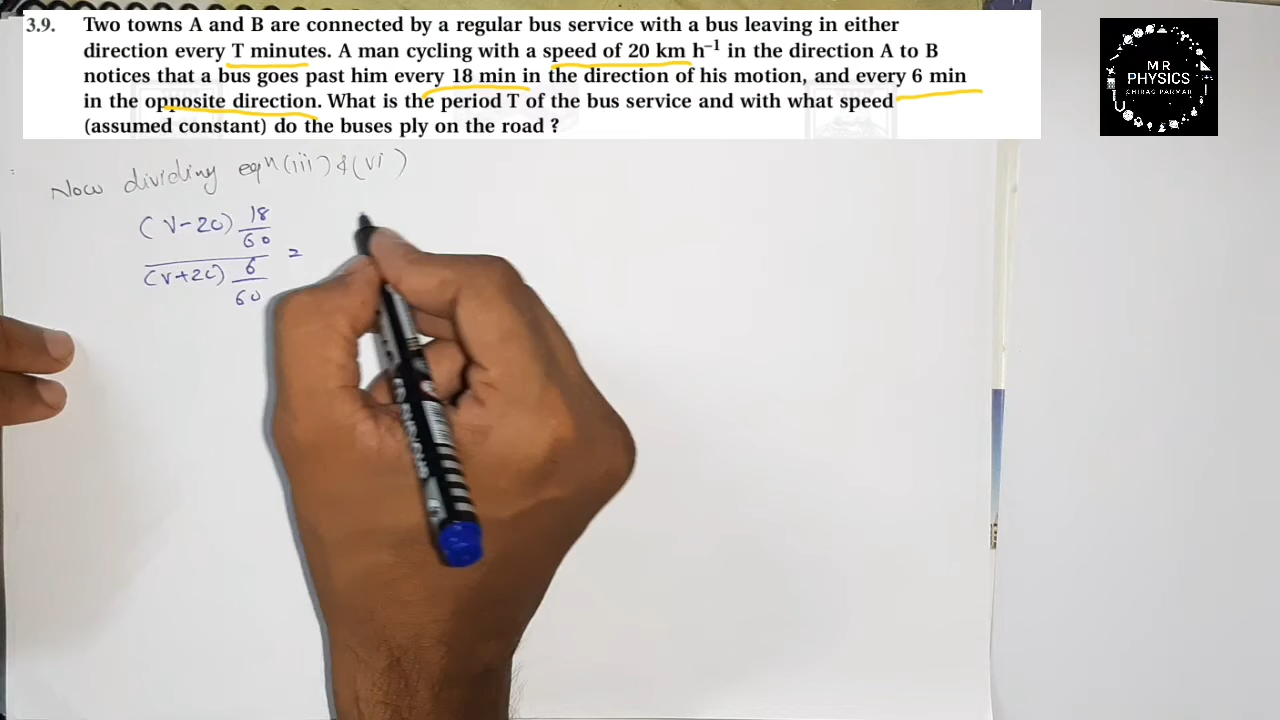 3.9. Two towns A and B are connected by a regular bus service with a bus leaving in either
direction every T minutes. A man cycling with a speed of 20 km h⁻¹ in the direction A to B
notices that a bus goes past him every 18 min in the direction of his motion, and every 6 min
in the opposite direction. What is the period T of the bus service and with what speed
(assumed constant) do the buses ply on the road ?
MR
PHYSICS
CHIRAG PARMAR
Now dividing eqn (iii) & (vi)
(V-20) 18/60
=
(V+20) 6/60